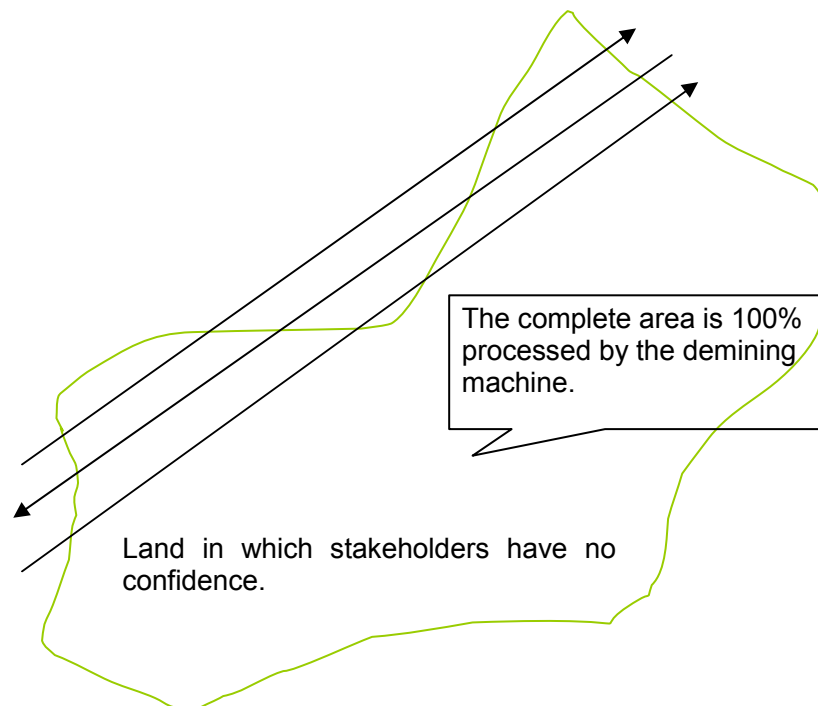 The complete area is 100%
processed by the demining
machine.
Land in which stakeholders have no
confidence.